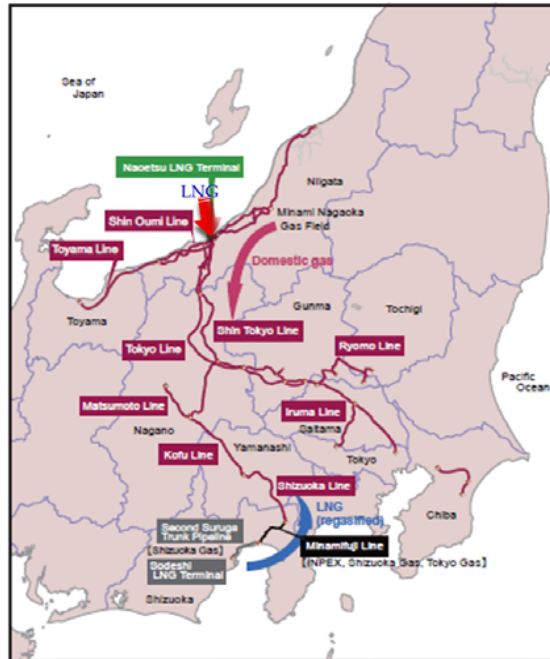 Sea of
Japan
Naoetsu LNG Terminal
LNG
Niigata
Shin Oumi Line
Minami Nagaoka
Gas Field
Toyama Line
Domestic gas
Gunma
Tochigi
Toyama
Shin Tokyo Line
Tokyo Line
Ryomo Line
Pacific
Ocean
Matsumoto Line
Iruma Line
Saitama
Nagano
Yamanashi
Tokyo
Kofu Line
Shizuoka Line
LNG
(regasified)
Chiba
Second Suruga
Trunk Pipeline
[Shizuoka Gas]
Minamifuji Line
[INPEX, Shizuoka Gas, Tokyo Gas]
Sodeshi
LNG Terminal
Shizuoka